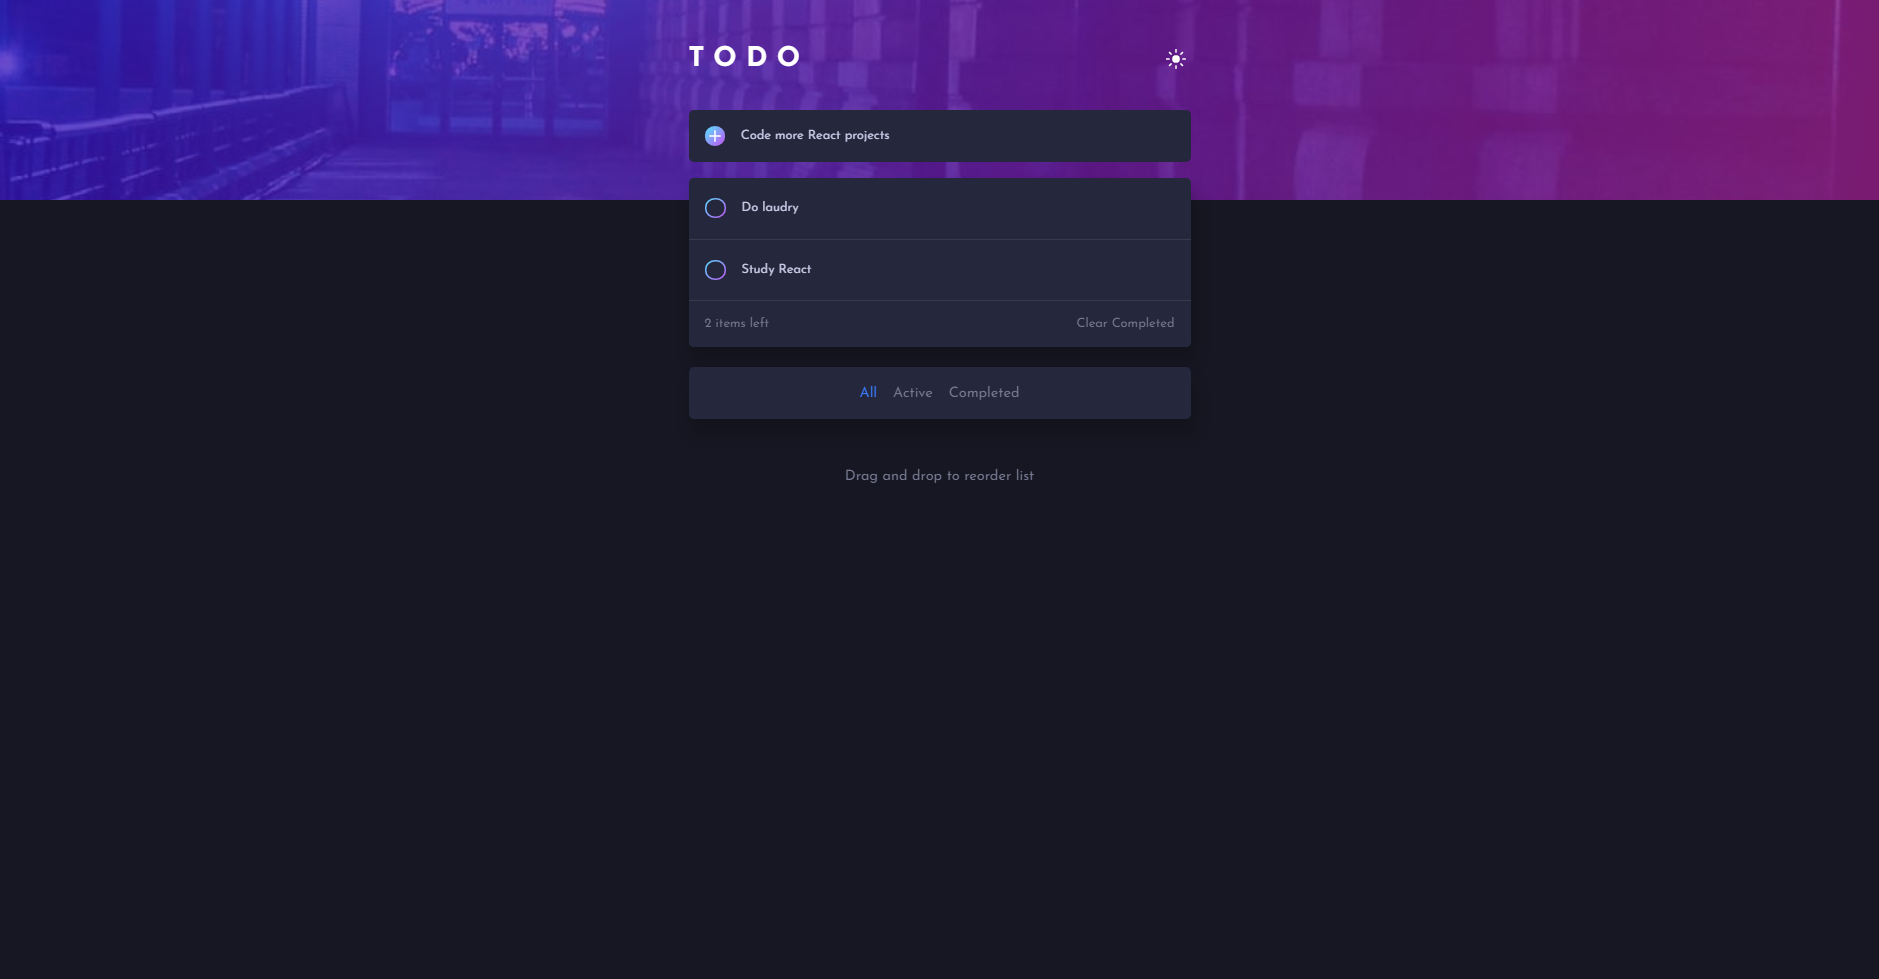 TODO
Code more React projects
Do laudry
Study React
2 items left Clear Completed
All Active Completed
Drag and drop to reorder list